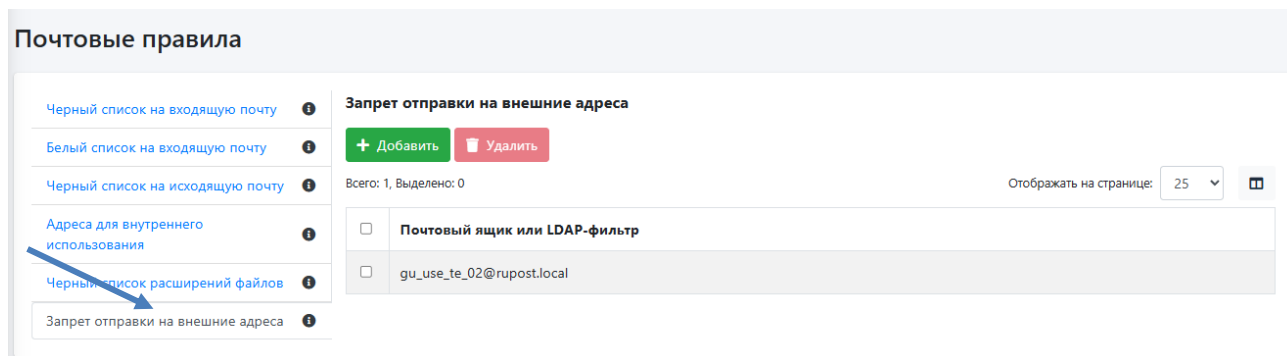 Почтовые правила
Черный список на входящую почту
Белый список на входящую почту
Черный список на исходящую почту
Адреса для внутреннего
использования
Черный список расширений файлов
Запрет отправки на внешние адреса
Запрет отправки на внешние адреса
+ Добавить Удалить
Всего: 1, Выделено: 0 Отображать на странице: 25
Почтовый ящик или LDAP-фильтр
gu_use_te_02@rupost.local